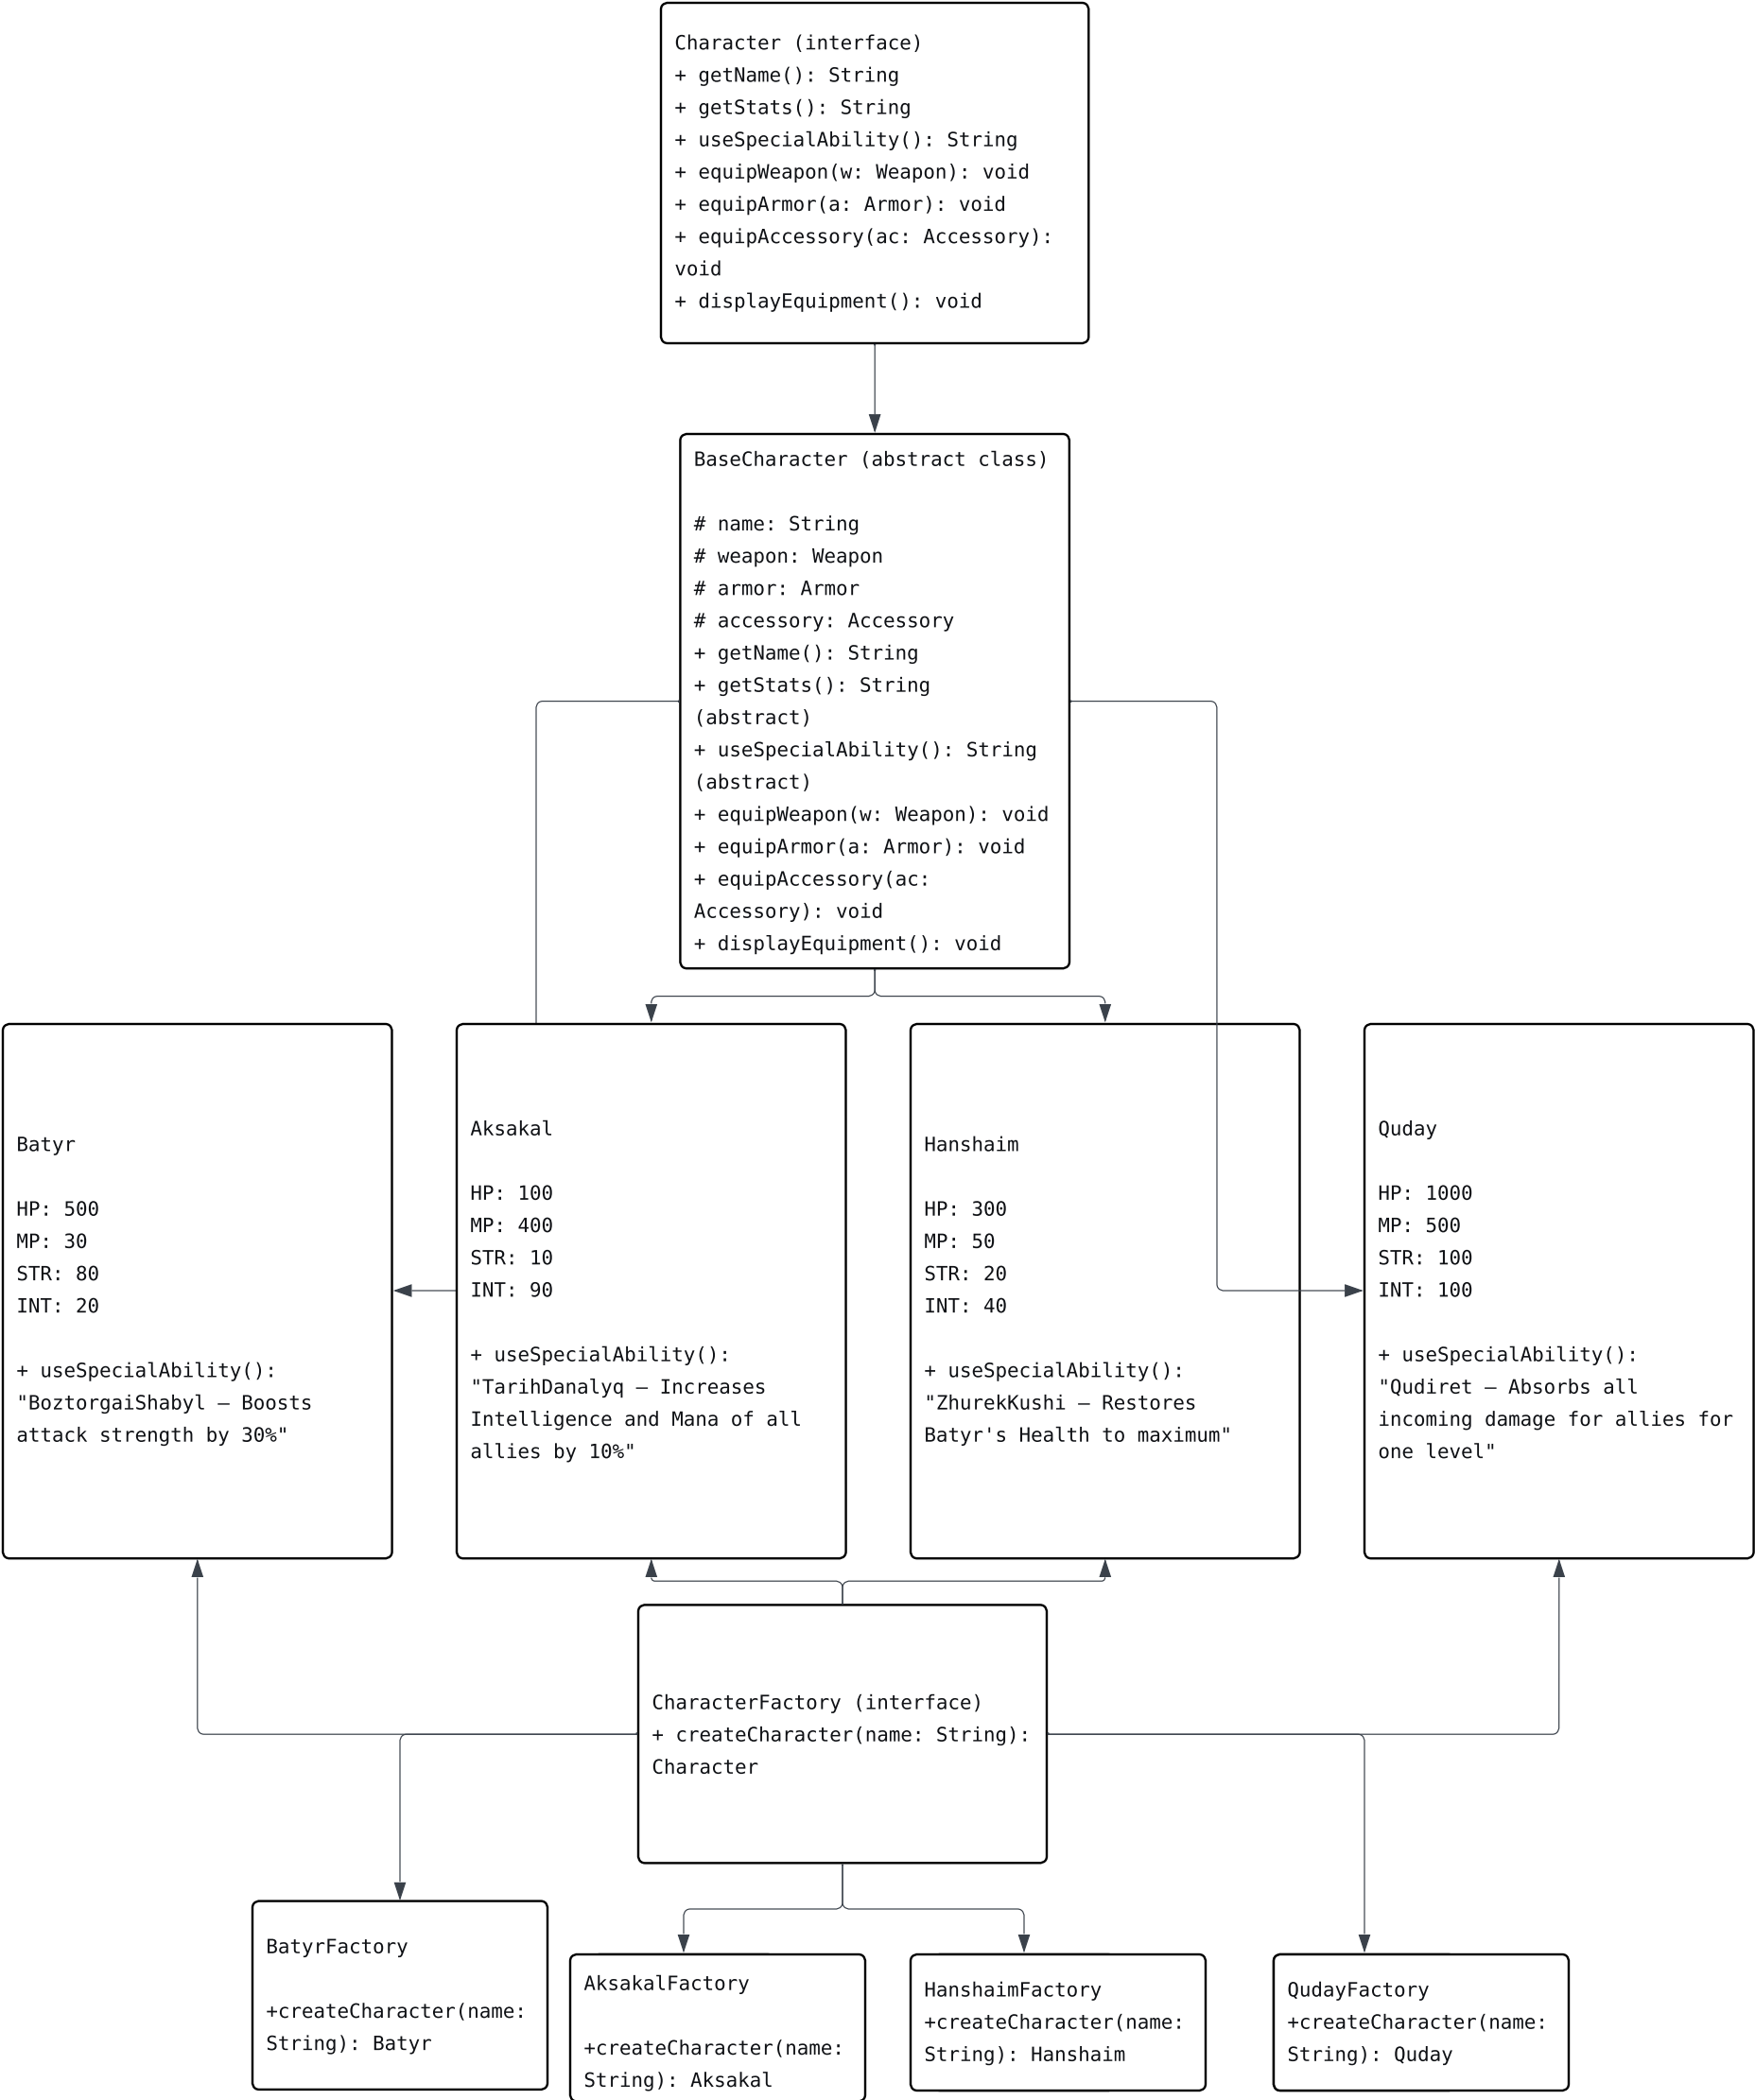 Character (interface)
+ getName(): String
+ getStats(): String
+ useSpecialAbility(): String
+ equipWeapon(w: Weapon): void
+ equipArmor(a: Armor): void
+ equipAccessory(ac: Accessory):
void
+ displayEquipment(): void
BaseCharacter (abstract class)
# name: String
# weapon: Weapon
# armor: Armor
# accessory: Accessory
+ getName(): String
+ getStats(): String
(abstract)
+ useSpecialAbility(): String
(abstract)
+ equipWeapon(w: Weapon): void
+ equipArmor(a: Armor): void
+ equipAccessory(ac:
Accessory): void
+ displayEquipment(): void
Batyr
HP: 500
MP: 30
STR: 80
INT: 20
+ useSpecialAbility():
"BoztorgaiShabyl – Boosts
attack strength by 30%"
Aksakal
HP: 100
MP: 400
STR: 10
INT: 90
+ useSpecialAbility():
"TarihDanalyq – Increases
Intelligence and Mana of all
allies by 10%"
Hanshaim
HP: 300
MP: 50
STR: 20
INT: 40
+ useSpecialAbility():
"ZhurekKushi – Restores
Batyr's Health to maximum"
Quday
HP: 1000
MP: 500
STR: 100
INT: 100
+ useSpecialAbility():
"Qudiret – Absorbs all
incoming damage for allies for
one level"
CharacterFactory (interface)
+ createCharacter(name: String):
Character
BatyrFactory
+createCharacter(name:
String): Batyr
AksakalFactory
+createCharacter(name:
String): Aksakal
HanshaimFactory
+createCharacter(name:
String): Hanshaim
QudayFactory
+createCharacter(name:
String): Quday